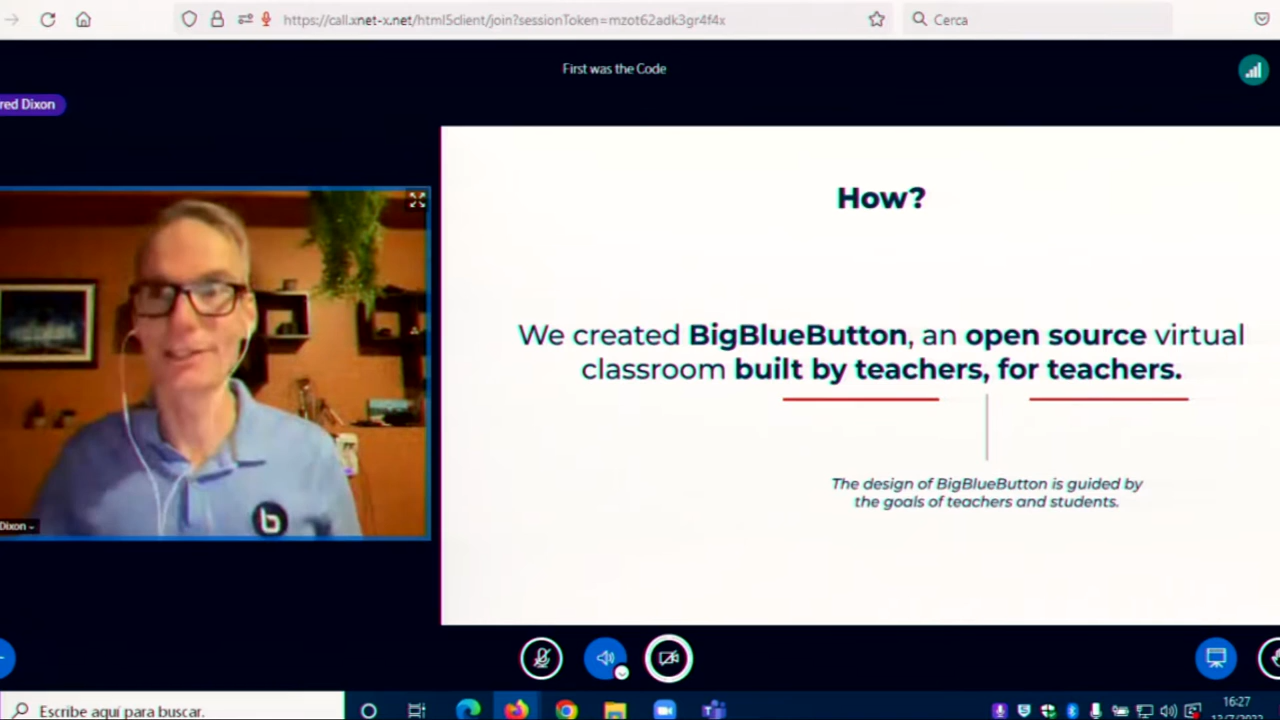 https://call.xnet-x.net/html5client/join?sessionToken=mzot62adk3gr4f4x
Cerca
First was the Code
red Dixon
How?
We created BigBlueButton, an open source virtual
classroom built by teachers, for teachers.
The design of BigBlueButton is guided by
the goals of teachers and students.
Dixon
b
Escribe aquí para buscar.
16:27